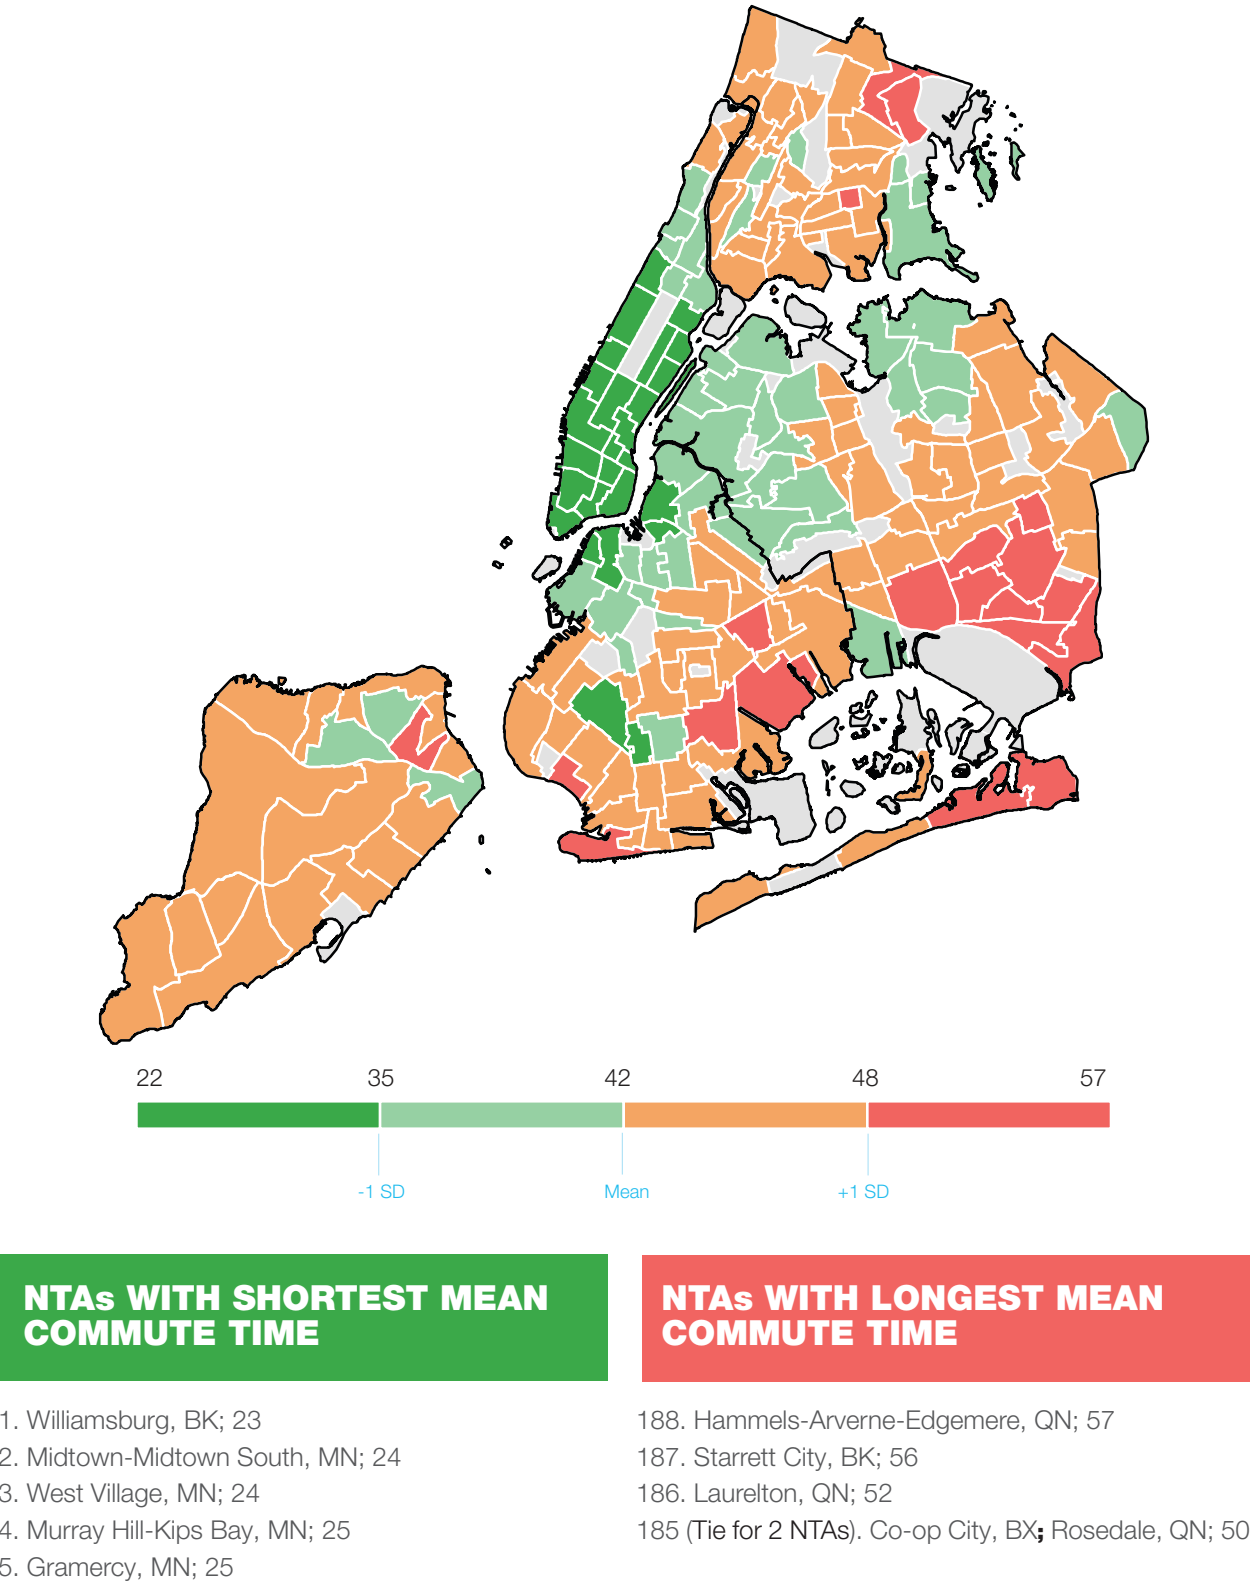 22 35 42 48 57
-1 SD Mean +1 SD
NTAs WITH SHORTEST MEAN
COMMUTE TIME
1. Williamsburg, BK; 23
2. Midtown-Midtown South, MN; 24
3. West Village, MN; 24
4. Murray Hill-Kips Bay, MN; 25
5. Gramercy, MN; 25
NTAs WITH LONGEST MEAN
COMMUTE TIME
188. Hammels-Arverne-Edgemere, QN; 57
187. Starrett City, BK; 56
186. Laurelton, QN; 52
185 (Tie for 2 NTAs). Co-op City, BX; Rosedale, QN; 50